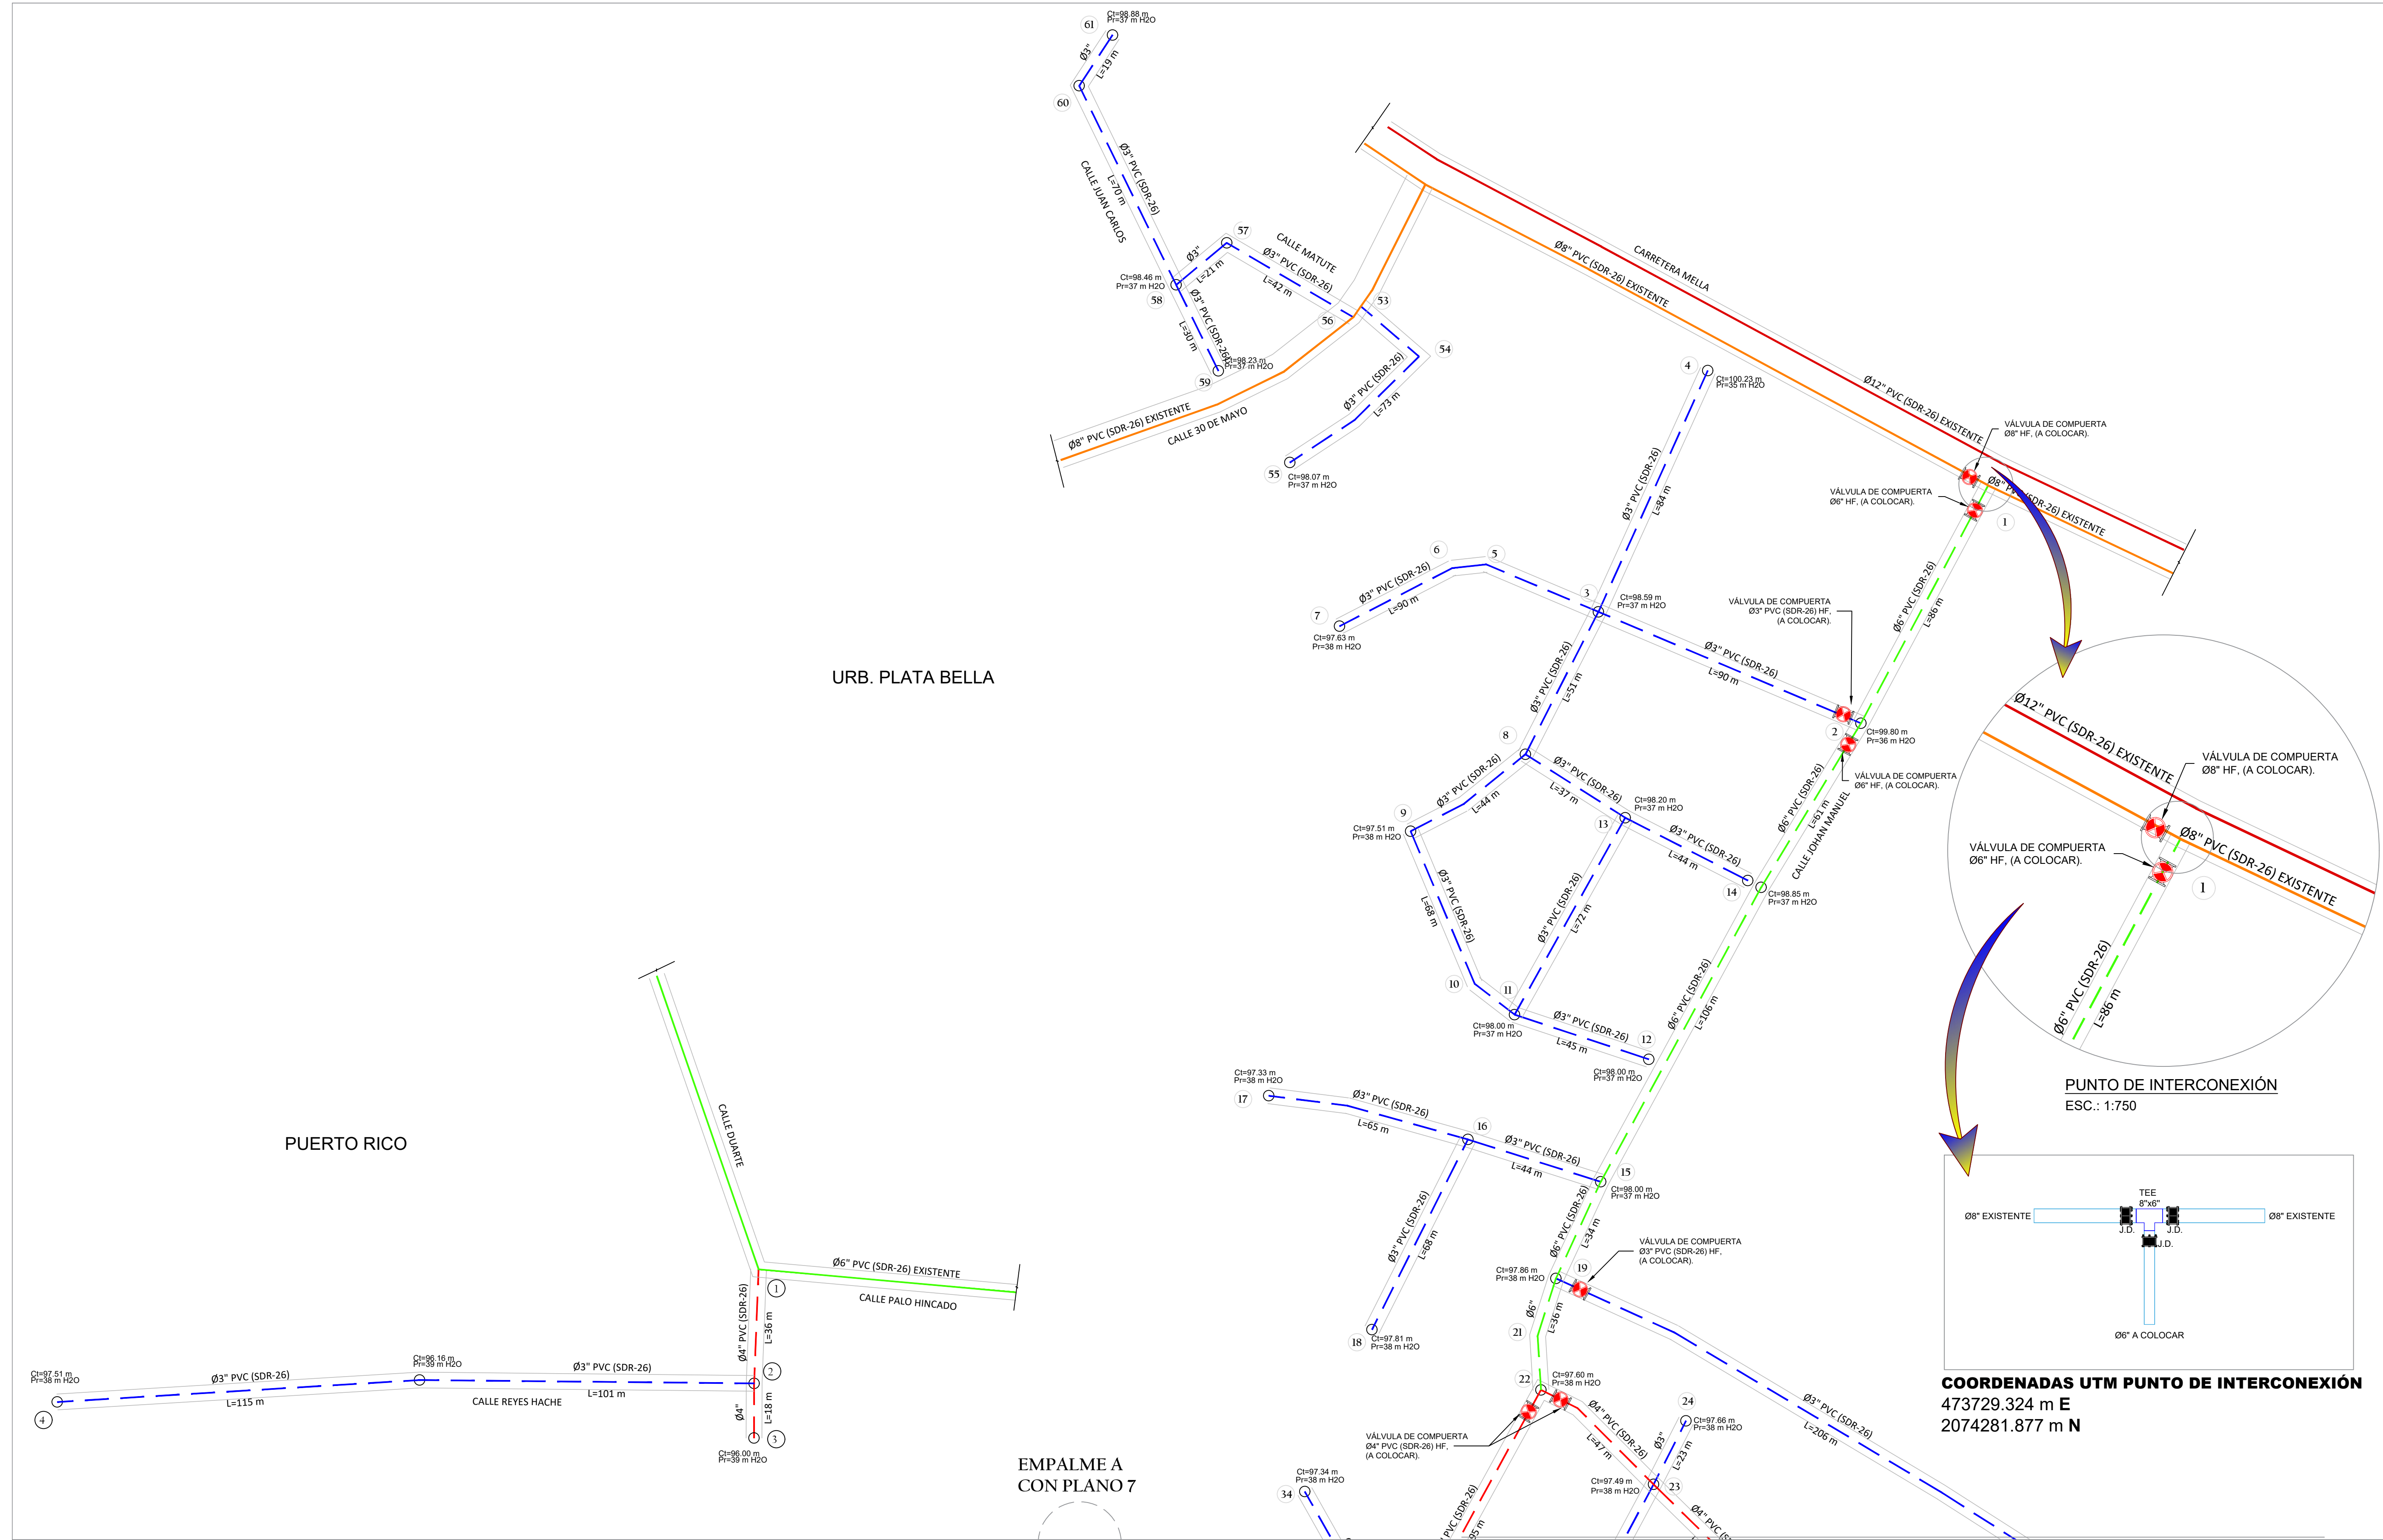 61
Ct=98.88 m
Pr=37 m H2O
Ø3"
L=19 m
60
Ø3" PVC (SDR-26)
L=70 m
CALLE JUAN CARLOS
Ct=98.46 m
Pr=37 m H2O
58
Ø3"
L=21 m
57
CALLE MATUTE
Ø3" PVC (SDR-26)
L=42 m
Ø3" PVC (SDR-26)
L=30 m
59
Ct=98.23 m
Pr=37 m H2O
56
53
54
Ø3" PVC (SDR-26)
L=73 m
55
Ct=98.07 m
Pr=37 m H2O
Ø8" PVC (SDR-26) EXISTENTE
CALLE 30 DE MAYO
CARRETERA MELLA
Ø8" PVC (SDR-26) EXISTENTE
Ø12" PVC (SDR-26) EXISTENTE
VÁLVULA DE COMPUERTA
Ø8" HF, (A COLOCAR).
VÁLVULA DE COMPUERTA
Ø6" HF, (A COLOCAR).
Ø8" PVC (SDR-26) EXISTENTE
1
4
Ct=100.23 m
Pr=35 m H2O
Ø3" PVC (SDR-26)
L=84 m
6
5
Ø3" PVC (SDR-26)
L=90 m
7
Ct=97.63 m
Pr=38 m H2O
3
Ct=98.59 m
Pr=37 m H2O
VÁLVULA DE COMPUERTA
Ø3" PVC (SDR-26) HF,
(A COLOCAR).
Ø6" PVC (SDR-26)
L=86 m
Ø3" PVC (SDR-26)
L=90 m
Ø3" PVC (SDR-26)
L=51 m
2
Ct=99.80 m
Pr=36 m H2O
VÁLVULA DE COMPUERTA
Ø6" HF, (A COLOCAR).
URB. PLATA BELLA
8
Ø3" PVC (SDR-26)
L=44 m
Ø3" PVC (SDR-26)
L=37 m
9
Ct=97.51 m
Pr=38 m H2O
Ct=98.20 m
Pr=37 m H2O
13
Ø3" PVC (SDR-26)
L=44 m
14
Ct=98.85 m
Pr=37 m H2O
Ø6" PVC (SDR-26)
L=61 m
CALLE JOHAN MANUEL
Ø3" PVC (SDR-26)
L=68 m
Ø3" PVC (SDR-26)
L=72 m
10
11
Ct=98.00 m
Pr=37 m H2O
Ø3" PVC (SDR-26)
L=45 m
12
Ct=98.00 m
Pr=37 m H2O
Ø6" PVC (SDR-26)
L=106 m
Ø12" PVC (SDR-26) EXISTENTE
VÁLVULA DE COMPUERTA
Ø8" HF, (A COLOCAR).
VÁLVULA DE COMPUERTA
Ø6" HF, (A COLOCAR).
Ø8" PVC (SDR-26) EXISTENTE
1
Ø6" PVC (SDR-26)
L=86 m
PUNTO DE INTERCONEXIÓN
ESC.: 1:750
Ct=97.33 m
Pr=38 m H2O
17
Ø3" PVC (SDR-26)
L=65 m
16
Ø3" PVC (SDR-26)
L=44 m
15
Ct=98.00 m
Pr=37 m H2O
Ø3" PVC (SDR-26)
L=68 m
18
Ct=97.81 m
Pr=38 m H2O
Ø6" PVC (SDR-26)
L=34 m
VÁLVULA DE COMPUERTA
Ø3" PVC (SDR-26) HF,
(A COLOCAR).
Ct=97.86 m
Pr=38 m H2O
19
Ø6"
L=36 m
21
22
Ct=97.60 m
Pr=38 m H2O
VÁLVULA DE COMPUERTA
Ø4" PVC (SDR-26) HF,
(A COLOCAR).
Ø4" PVC (SDR-26)
L=47 m
24
Ct=97.66 m
Pr=38 m H2O
Ø3"
L=23 m
Ct=97.49 m
Pr=38 m H2O
23
Ø3" PVC (SDR-26)
L=206 m
Ct=97.34 m
Pr=38 m H2O
34
PVC (SDR-26)
95 m
Ø4" PVC
TEE
8"x6"
Ø8" EXISTENTE
Ø8" EXISTENTE
J.D.
J.D.
J.D.
Ø6" A COLOCAR
COORDENADAS UTM PUNTO DE INTERCONEXIÓN
473729.324 m E
2074281.877 m N
PUERTO RICO
CALLE DUARTE
Ø6" PVC (SDR-26) EXISTENTE
CALLE PALO HINCADO
1
Ø4" PVC (SDR-26)
L=36 m
2
Ø4"
L=18 m
3
Ct=96.00 m
Pr=39 m H2O
Ø3" PVC (SDR-26)
L=101 m
CALLE REYES HACHE
Ct=96.16 m
Pr=39 m H2O
Ø3" PVC (SDR-26)
L=115 m
Ct=97.51 m
Pr=38 m H2O
4
EMPALME A
CON PLANO 7